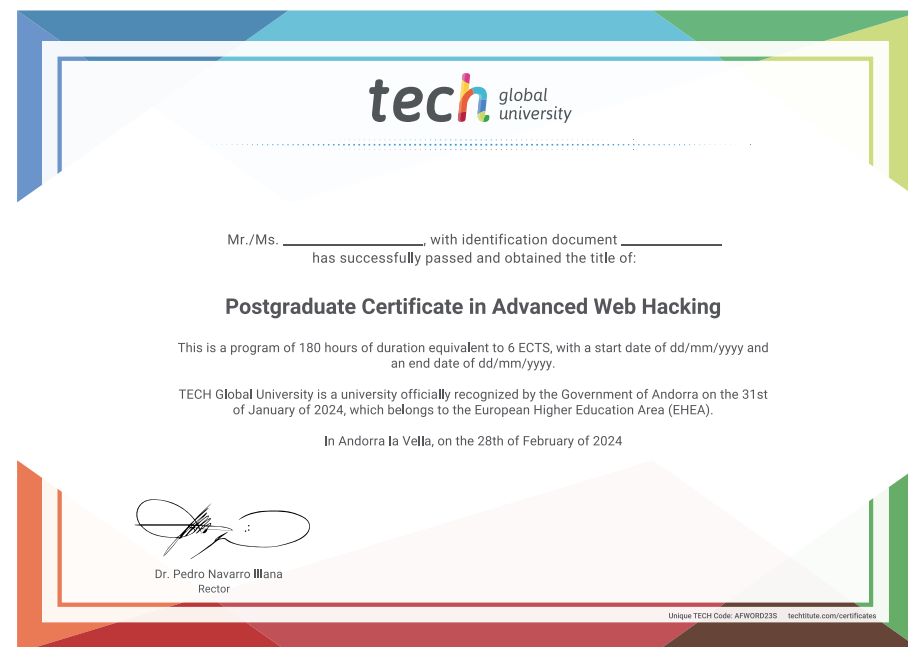 tech global
university
Mr./Ms. ____________, with identification document ____________
has successfully passed and obtained the title of:
Postgraduate Certificate in Advanced Web Hacking
This is a program of 180 hours of duration equivalent to 6 ECTS, with a start date of dd/mm/yyyy and
an end date of dd/mm/yyyy.
TECH Global University is a university officially recognized by the Government of Andorra on the 31st
of January of 2024, which belongs to the European Higher Education Area (EHEA).
In Andorra la Vella, on the 28th of February of 2024
Dr. Pedro Navarro Illana
Rector
Unique TECH Code: AFWORD23S techtitute.com/certificates